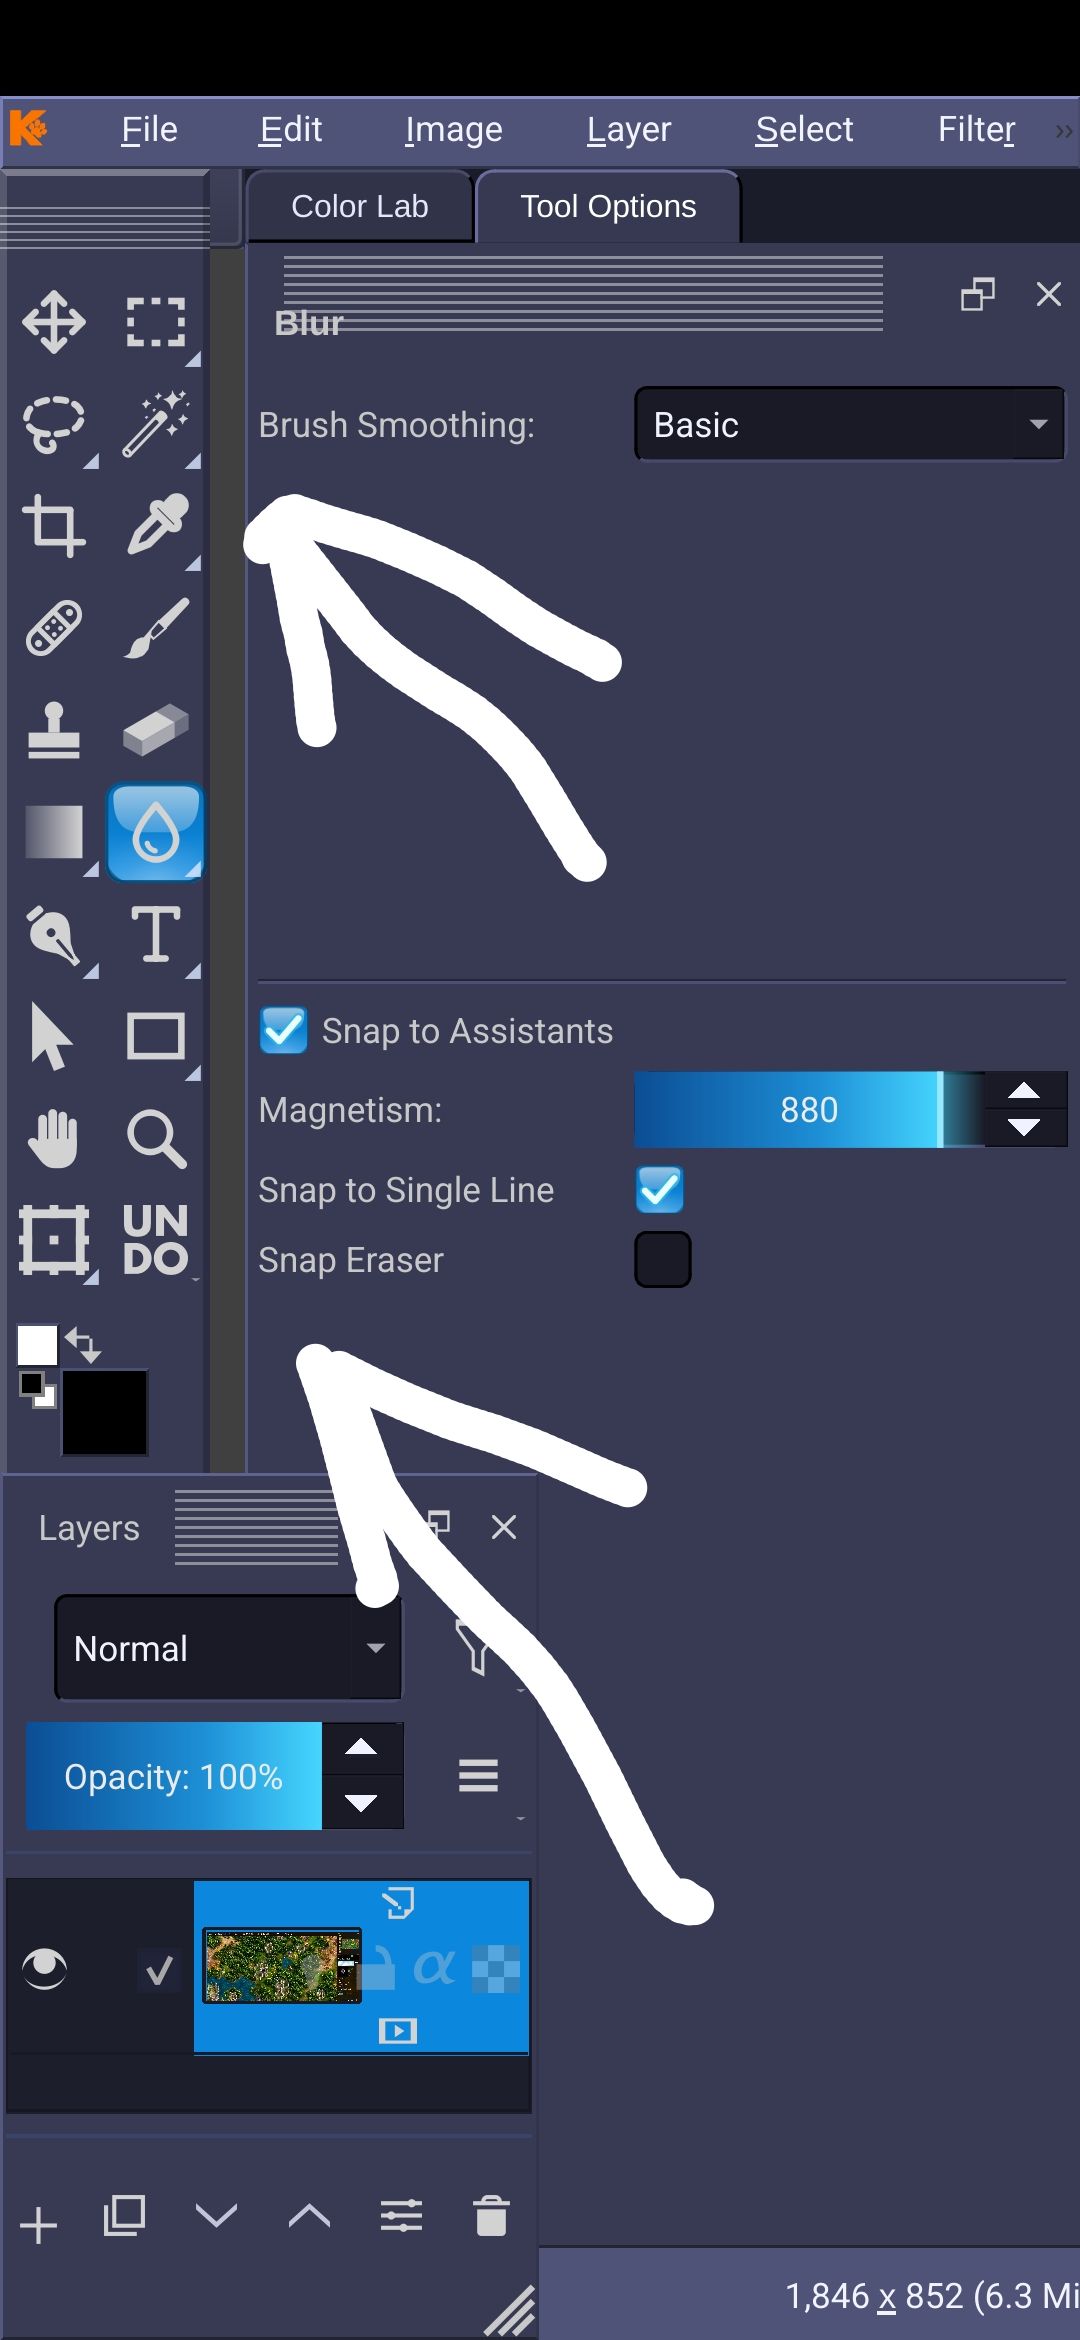 File Edit Image Layer Select Filter »
Color Lab Tool Options
Blur
Brush Smoothing: Basic
Snap to Assistants
Magnetism: 880
Snap to Single Line
Snap Eraser
UN
DO
Layers
Normal
Opacity: 100%
α
1,846 x 852 (6.3 Mi